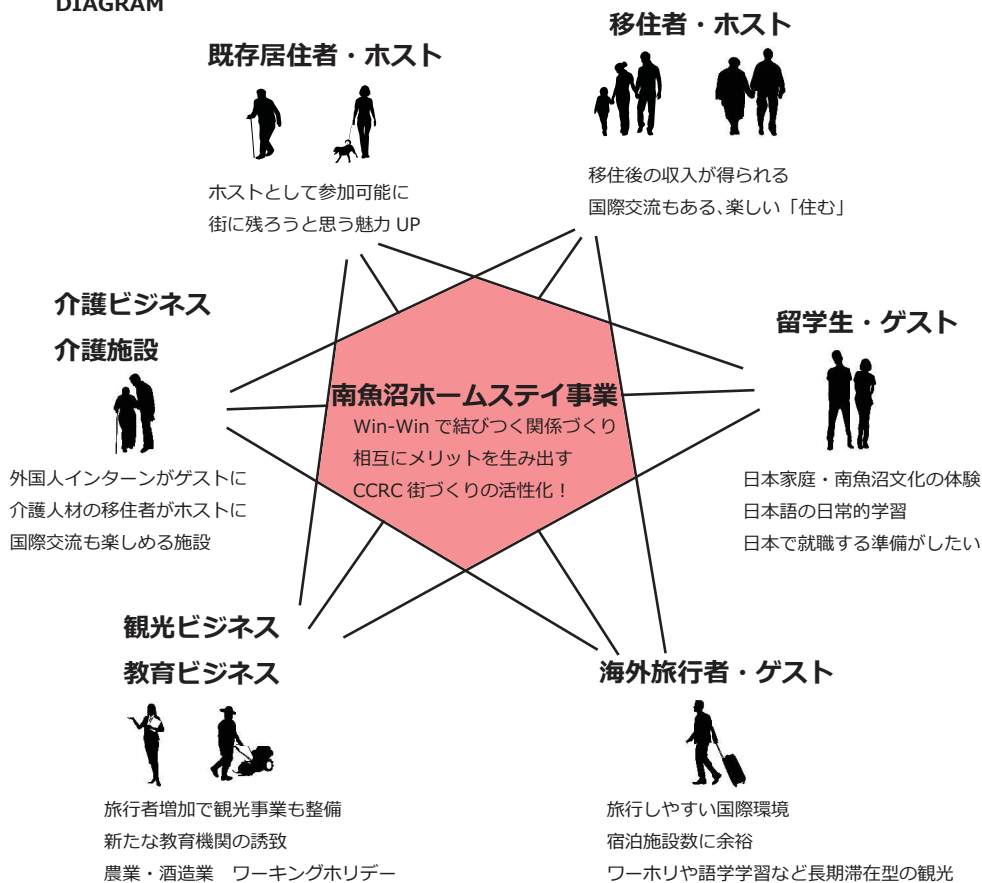 DIAGRAM
既存居住者・ホスト
ホストとして参加可能に
街に残ろうと思う魅力 UP
移住者・ホスト
移住後の収入が得られる
国際交流もある、楽しい「住む」
介護ビジネス
介護施設
外国人インターンがゲストに
介護人材の移住者がホストに
国際交流も楽しめる施設
南魚沼ホームステイ事業
Win-Win で結びつく関係づくり
相互にメリットを生み出す
CCRC 街づくりの活性化！
留学生・ゲスト
日本家庭・南魚沼文化の体験
日本語の日常的学習
日本で就職する準備がしたい
観光ビジネス
教育ビジネス
旅行者増加で観光事業も整備
新たな教育機関の誘致
農業・酒造業　ワーキングホリデー
海外旅行者・ゲスト
旅行しやすい国際環境
宿泊施設数に余裕
ワーホリや語学学習など長期滞在型の観光